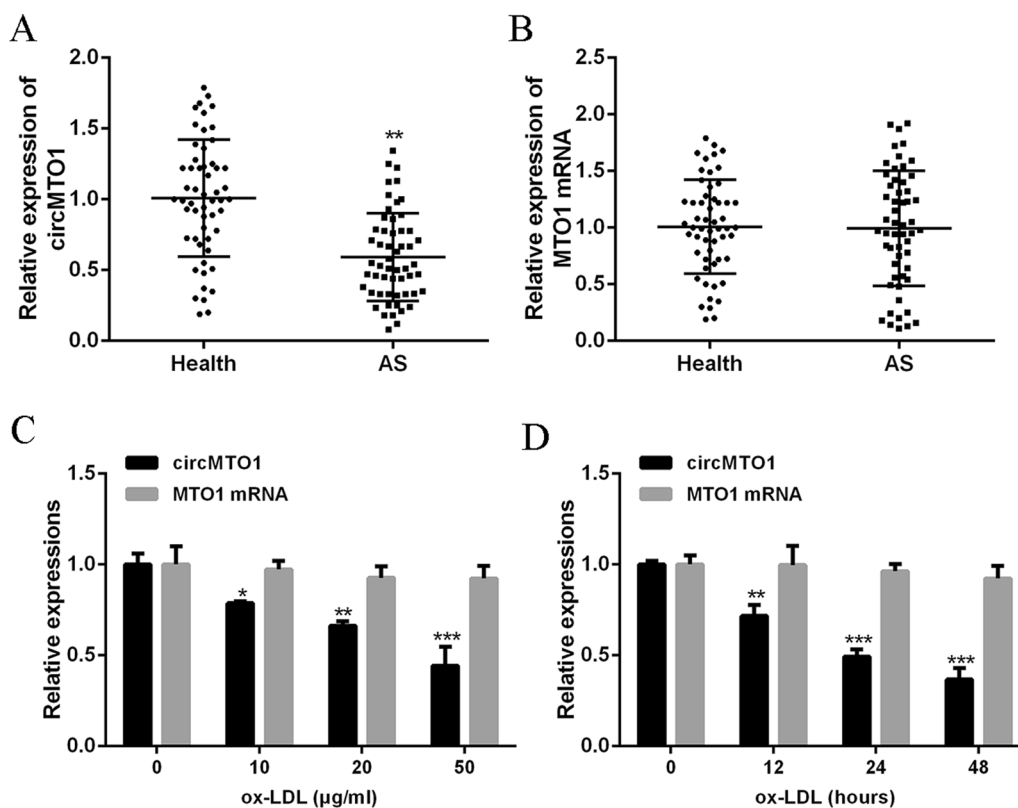 A
Relative expression of
circMTO1
2.0
1.5
1.0
0.5
0.0
**
Health
AS
B
Relative expression of
MTO1 mRNA
2.5
2.0
1.5
1.0
0.5
0.0
Health
AS
C
circMTO1
MTO1 mRNA
Relative expressions
1.5
1.0
0.5
0.0
*
**
***
0
10
20
50
ox-LDL (µg/ml)
D
circMTO1
MTO1 mRNA
Relative expressions
1.5
1.0
0.5
0.0
**
***
***
0
12
24
48
ox-LDL (hours)